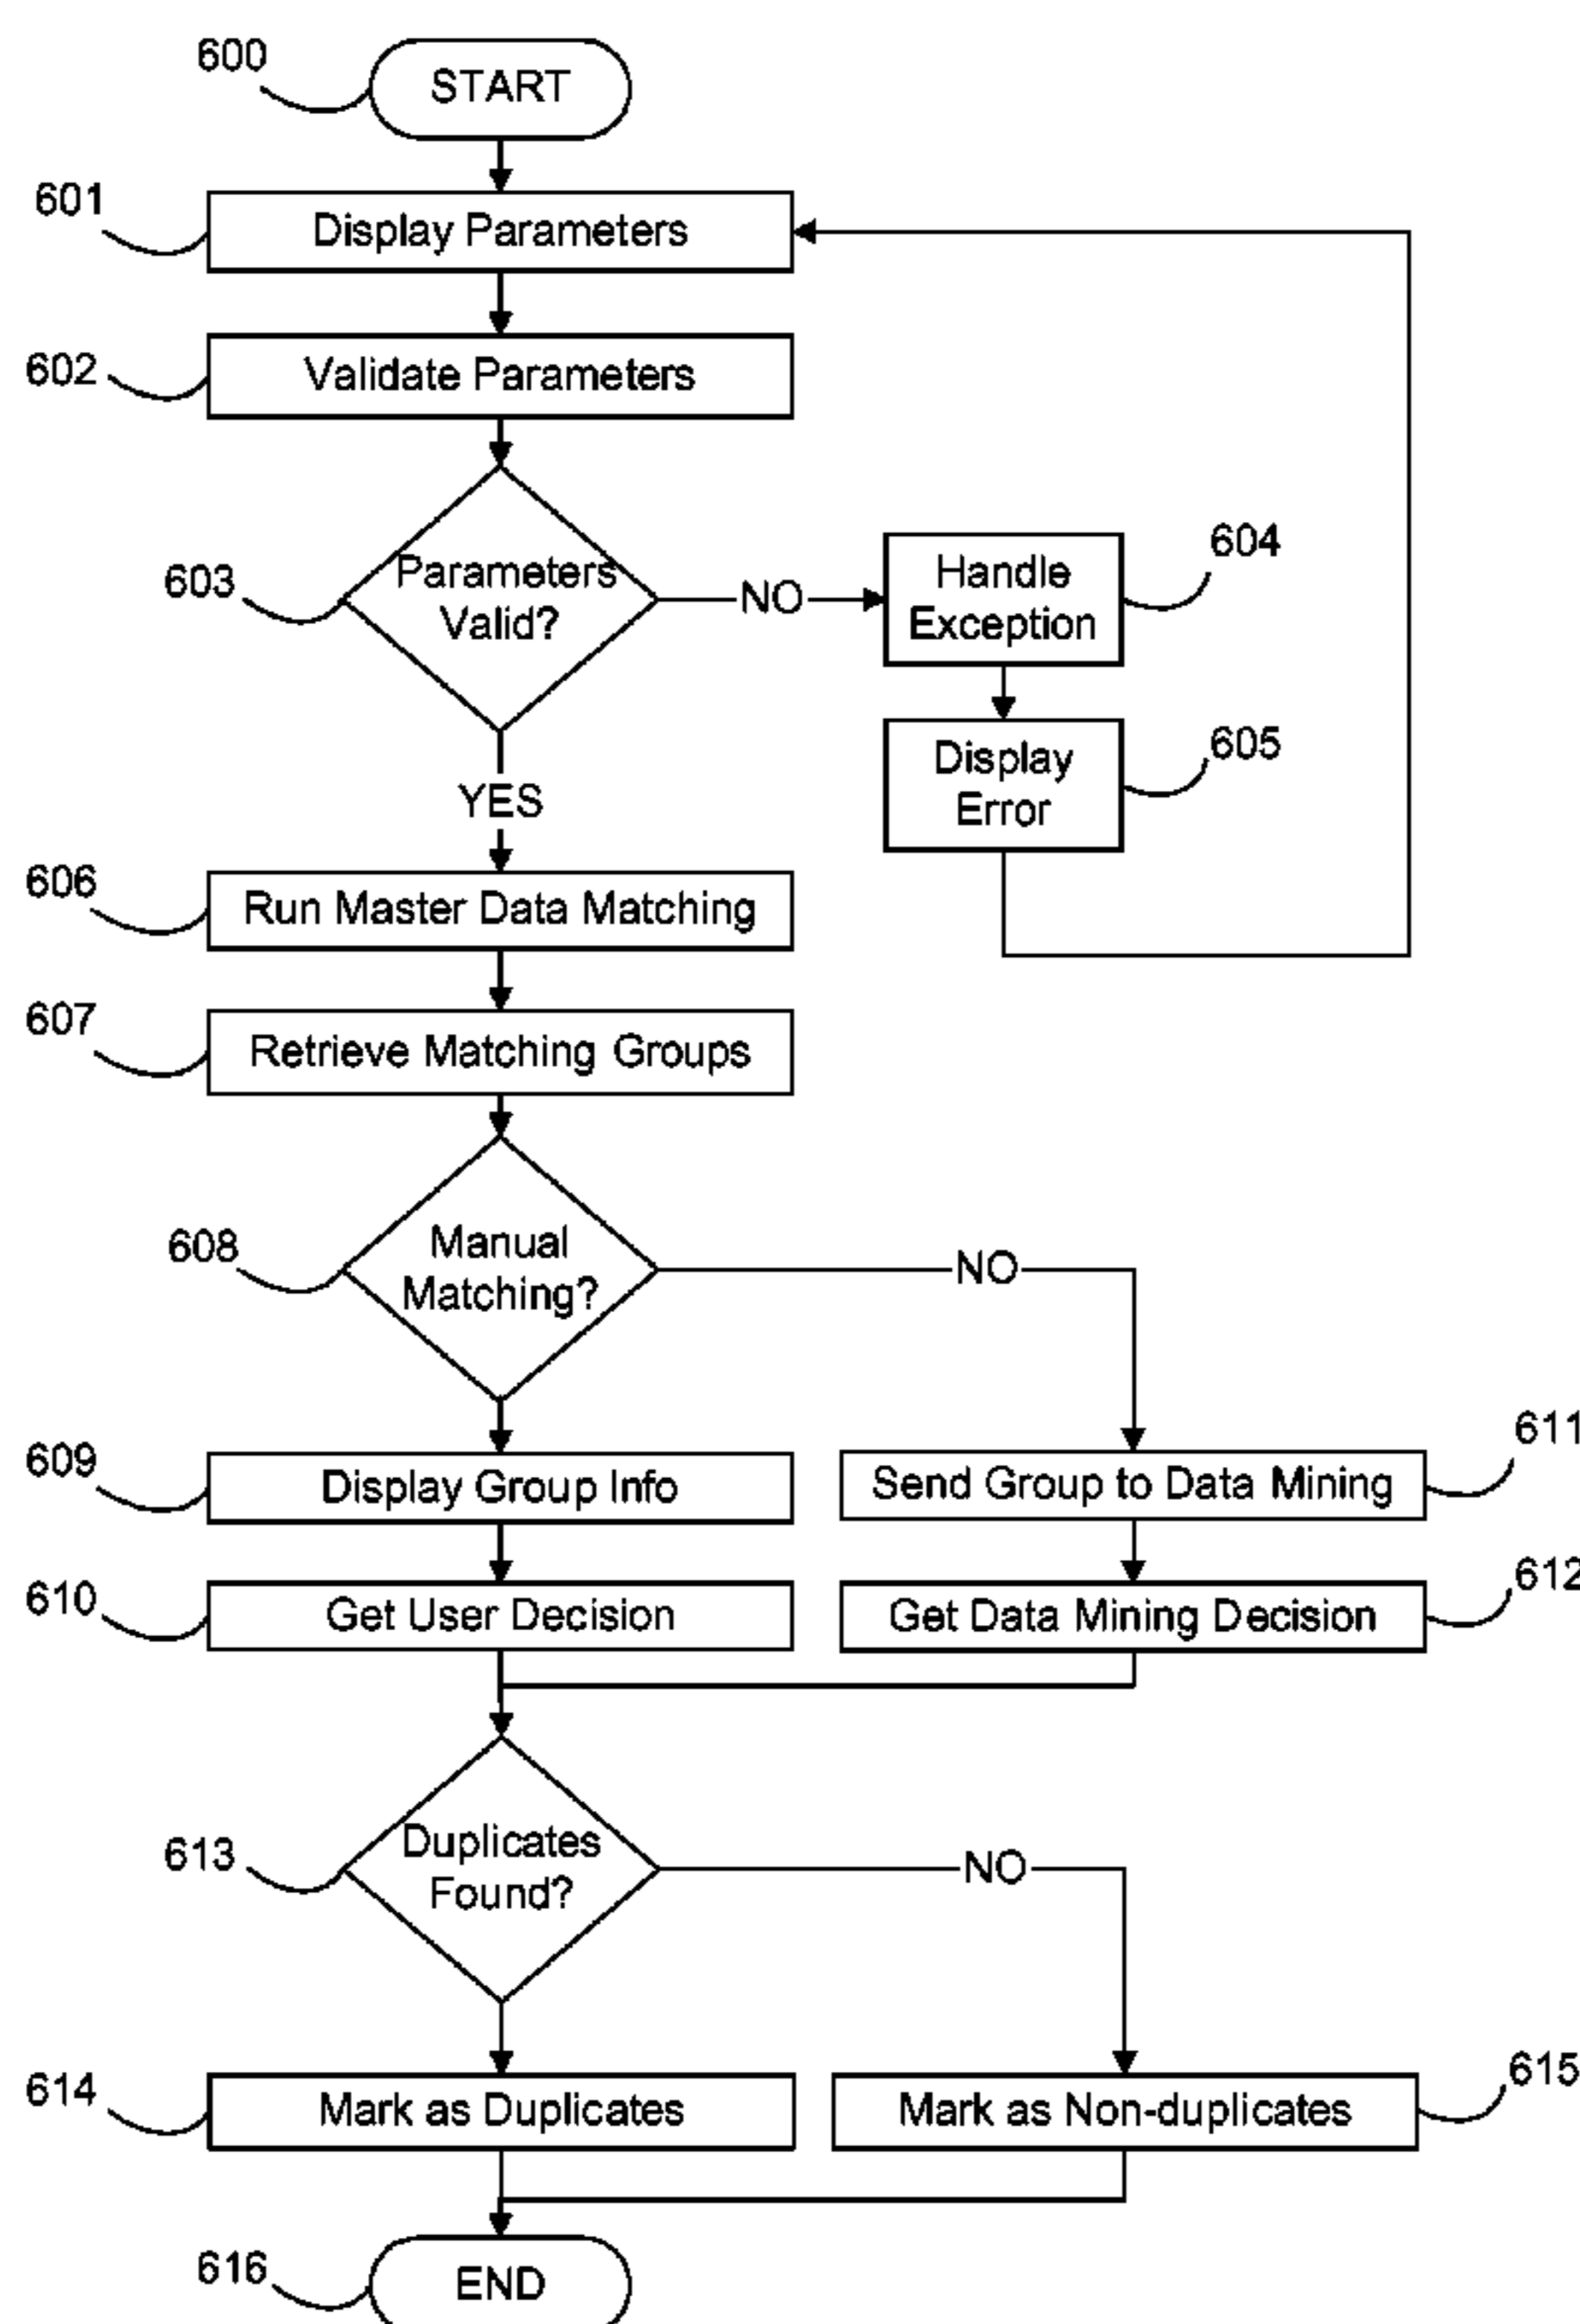 600
START
601
Display Parameters
602
Validate Parameters
603
Parameters
Valid?
NO
604
Handle
Exception
605
Display
Error
YES
606
Run Master Data Matching
607
Retrieve Matching Groups
608
Manual
Matching?
NO
609
Display Group Info
611
Send Group to Data Mining
610
Get User Decision
612
Get Data Mining Decision
613
Duplicates
Found?
NO
614
Mark as Duplicates
615
Mark as Non-duplicates
616
END